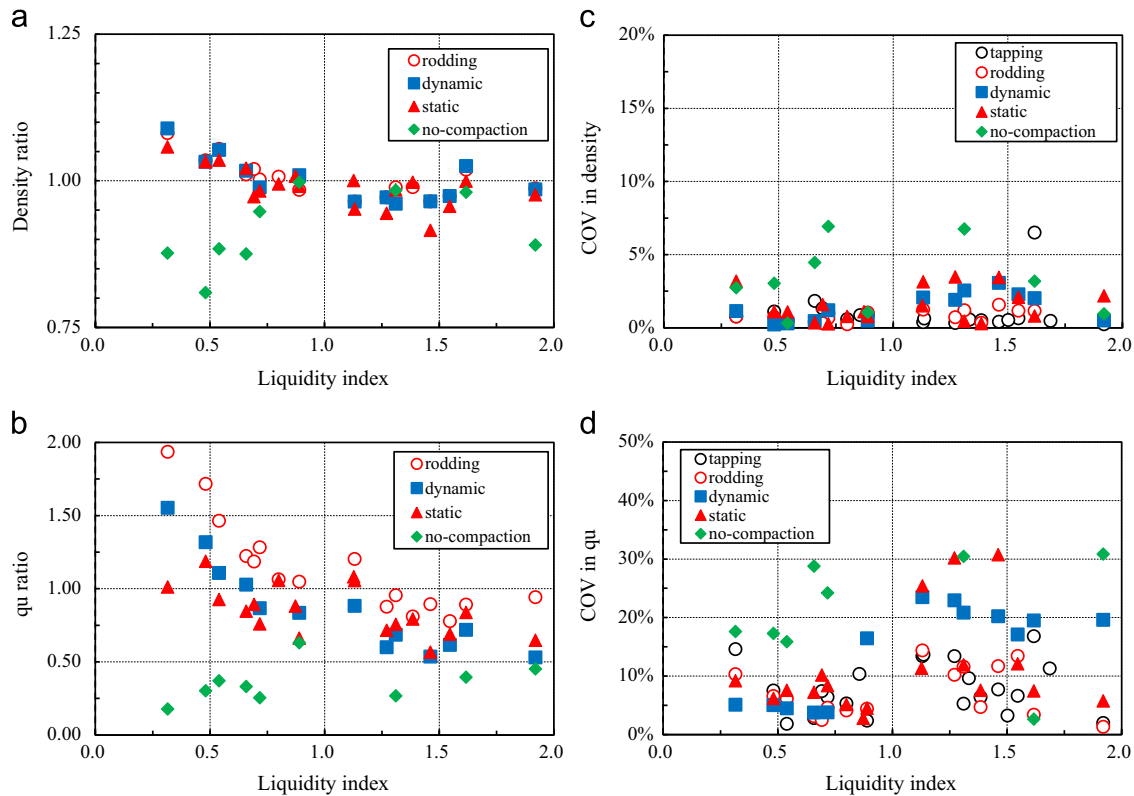 a
1.25
1.00
0.75
Density ratio
0.0
0.5
1.0
1.5
2.0
Liquidity index
rodding
dynamic
static
no-compaction
c
20%
15%
10%
5%
0%
COV in density
0.0
0.5
1.0
1.5
2.0
Liquidity index
tapping
rodding
dynamic
static
no-compaction
b
2.00
1.50
1.00
0.50
0.00
qu ratio
0.0
0.5
1.0
1.5
2.0
Liquidity index
rodding
dynamic
static
no-compaction
d
50%
40%
30%
20%
10%
0%
COV in qu
0.0
0.5
1.0
1.5
2.0
Liquidity index
tapping
rodding
dynamic
static
no-compaction